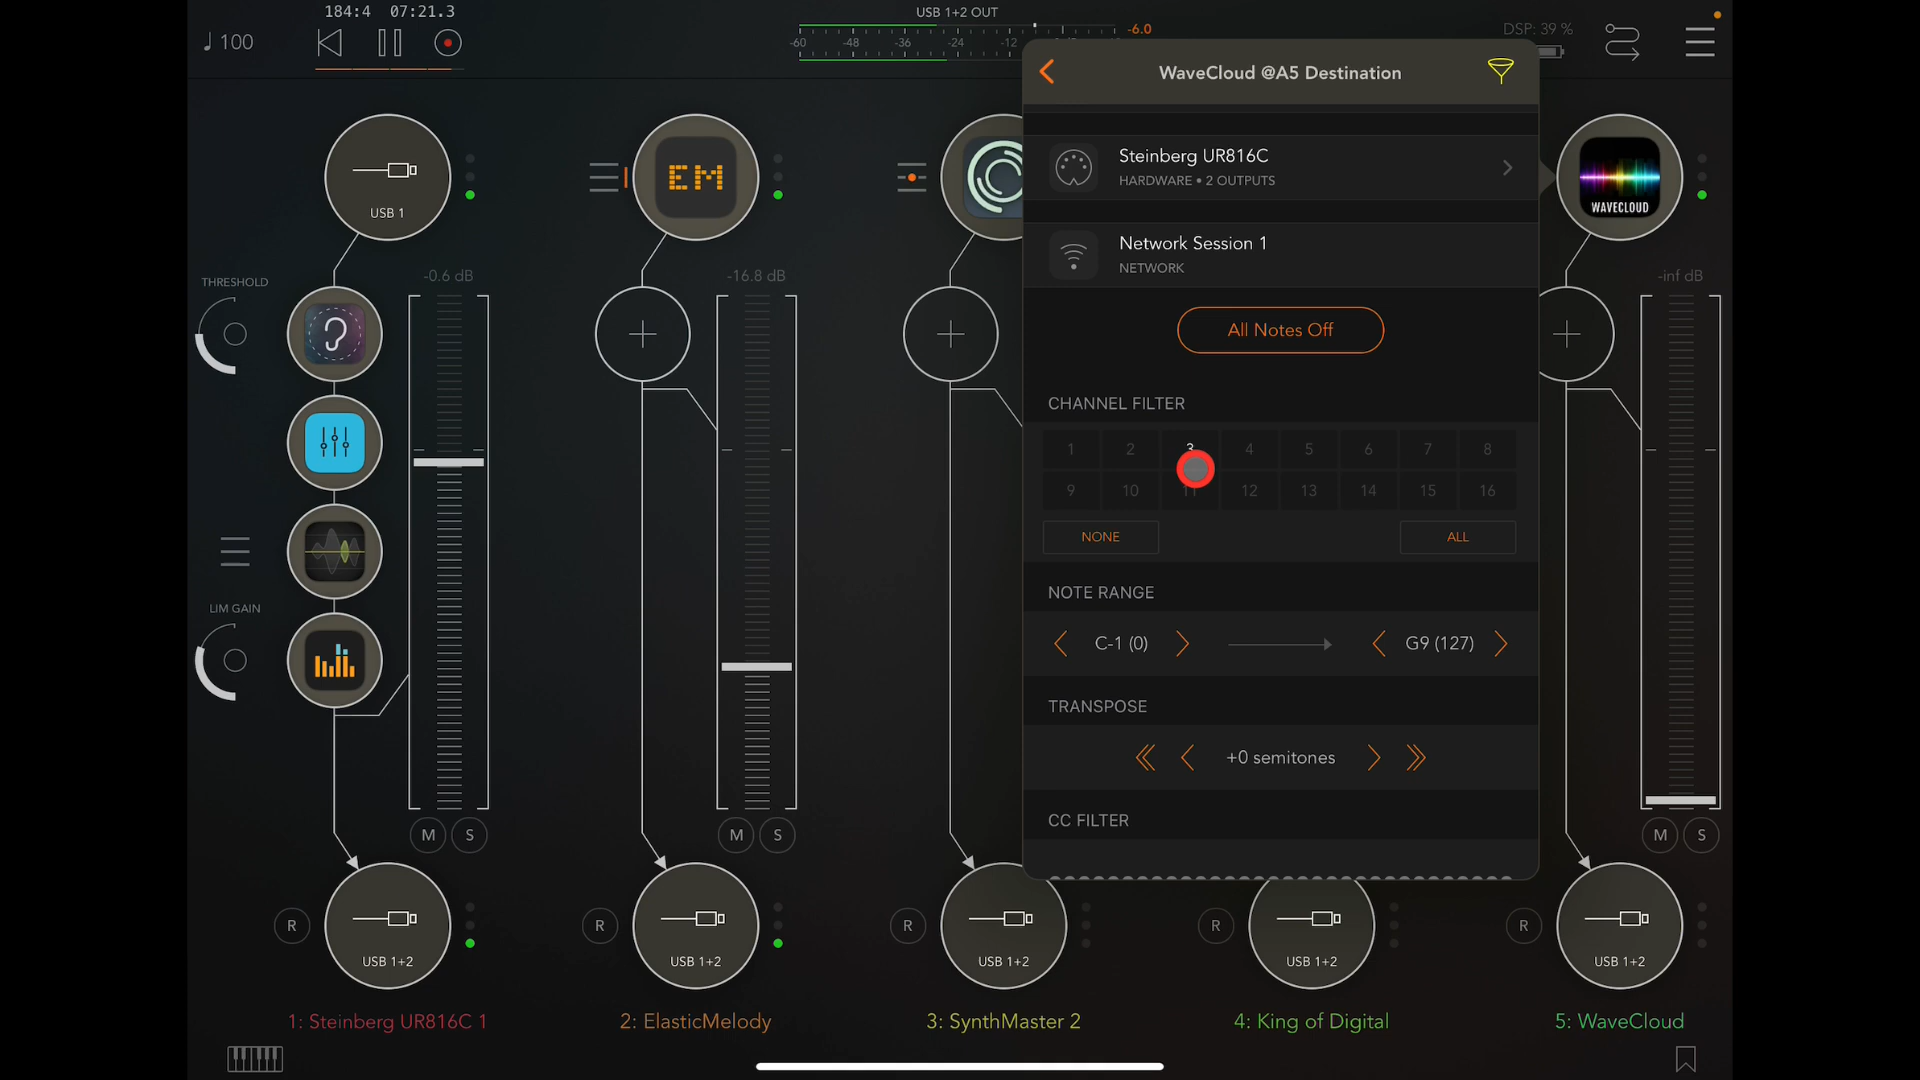 184:4 07:21.3
USB 1+2 OUT
100
-60 -48 -36 -24 -12
-6.0
DSP: 39 %
WaveCloud @A5 Destination
Steinberg UR816C
HARDWARE • 2 OUTPUTS
Network Session 1
NETWORK
All Notes Off
CHANNEL FILTER
1 2 3 4 5 6 7 8
9 10 11 12 13 14 15 16
NONE ALL
NOTE RANGE
C-1 (0) G9 (127)
TRANSPOSE
+0 semitones
CC FILTER
USB 1
EM
WAVECLOUD
THRESHOLD
-0.6 dB
-16.8 dB
-inf dB
LIM GAIN
M S
M S
M S
R USB 1+2
R USB 1+2
R USB 1+2
R USB 1+2
R USB 1+2
1: Steinberg UR816C 1
2: ElasticMelody
3: SynthMaster 2
4: King of Digital
5: WaveCloud